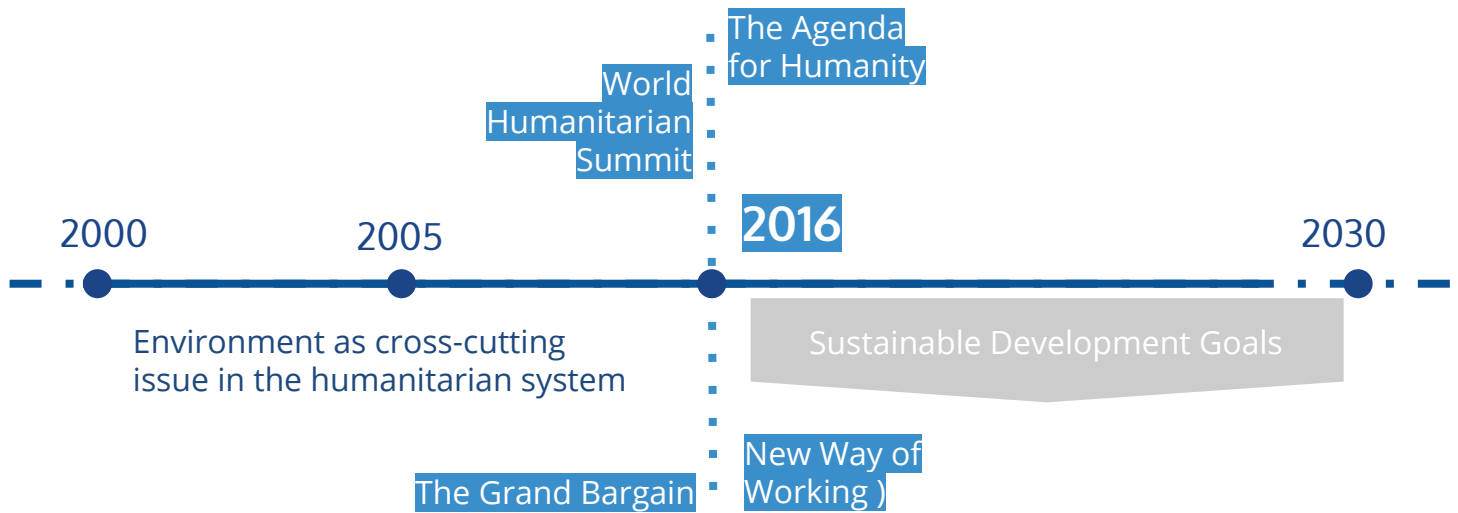 The Agenda
for Humanity
World
Humanitarian
Summit
2000
2005
2016
2030
Environment as cross-cutting
issue in the humanitarian system
Sustainable Development Goals
The Grand Bargain
New Way of
Working )